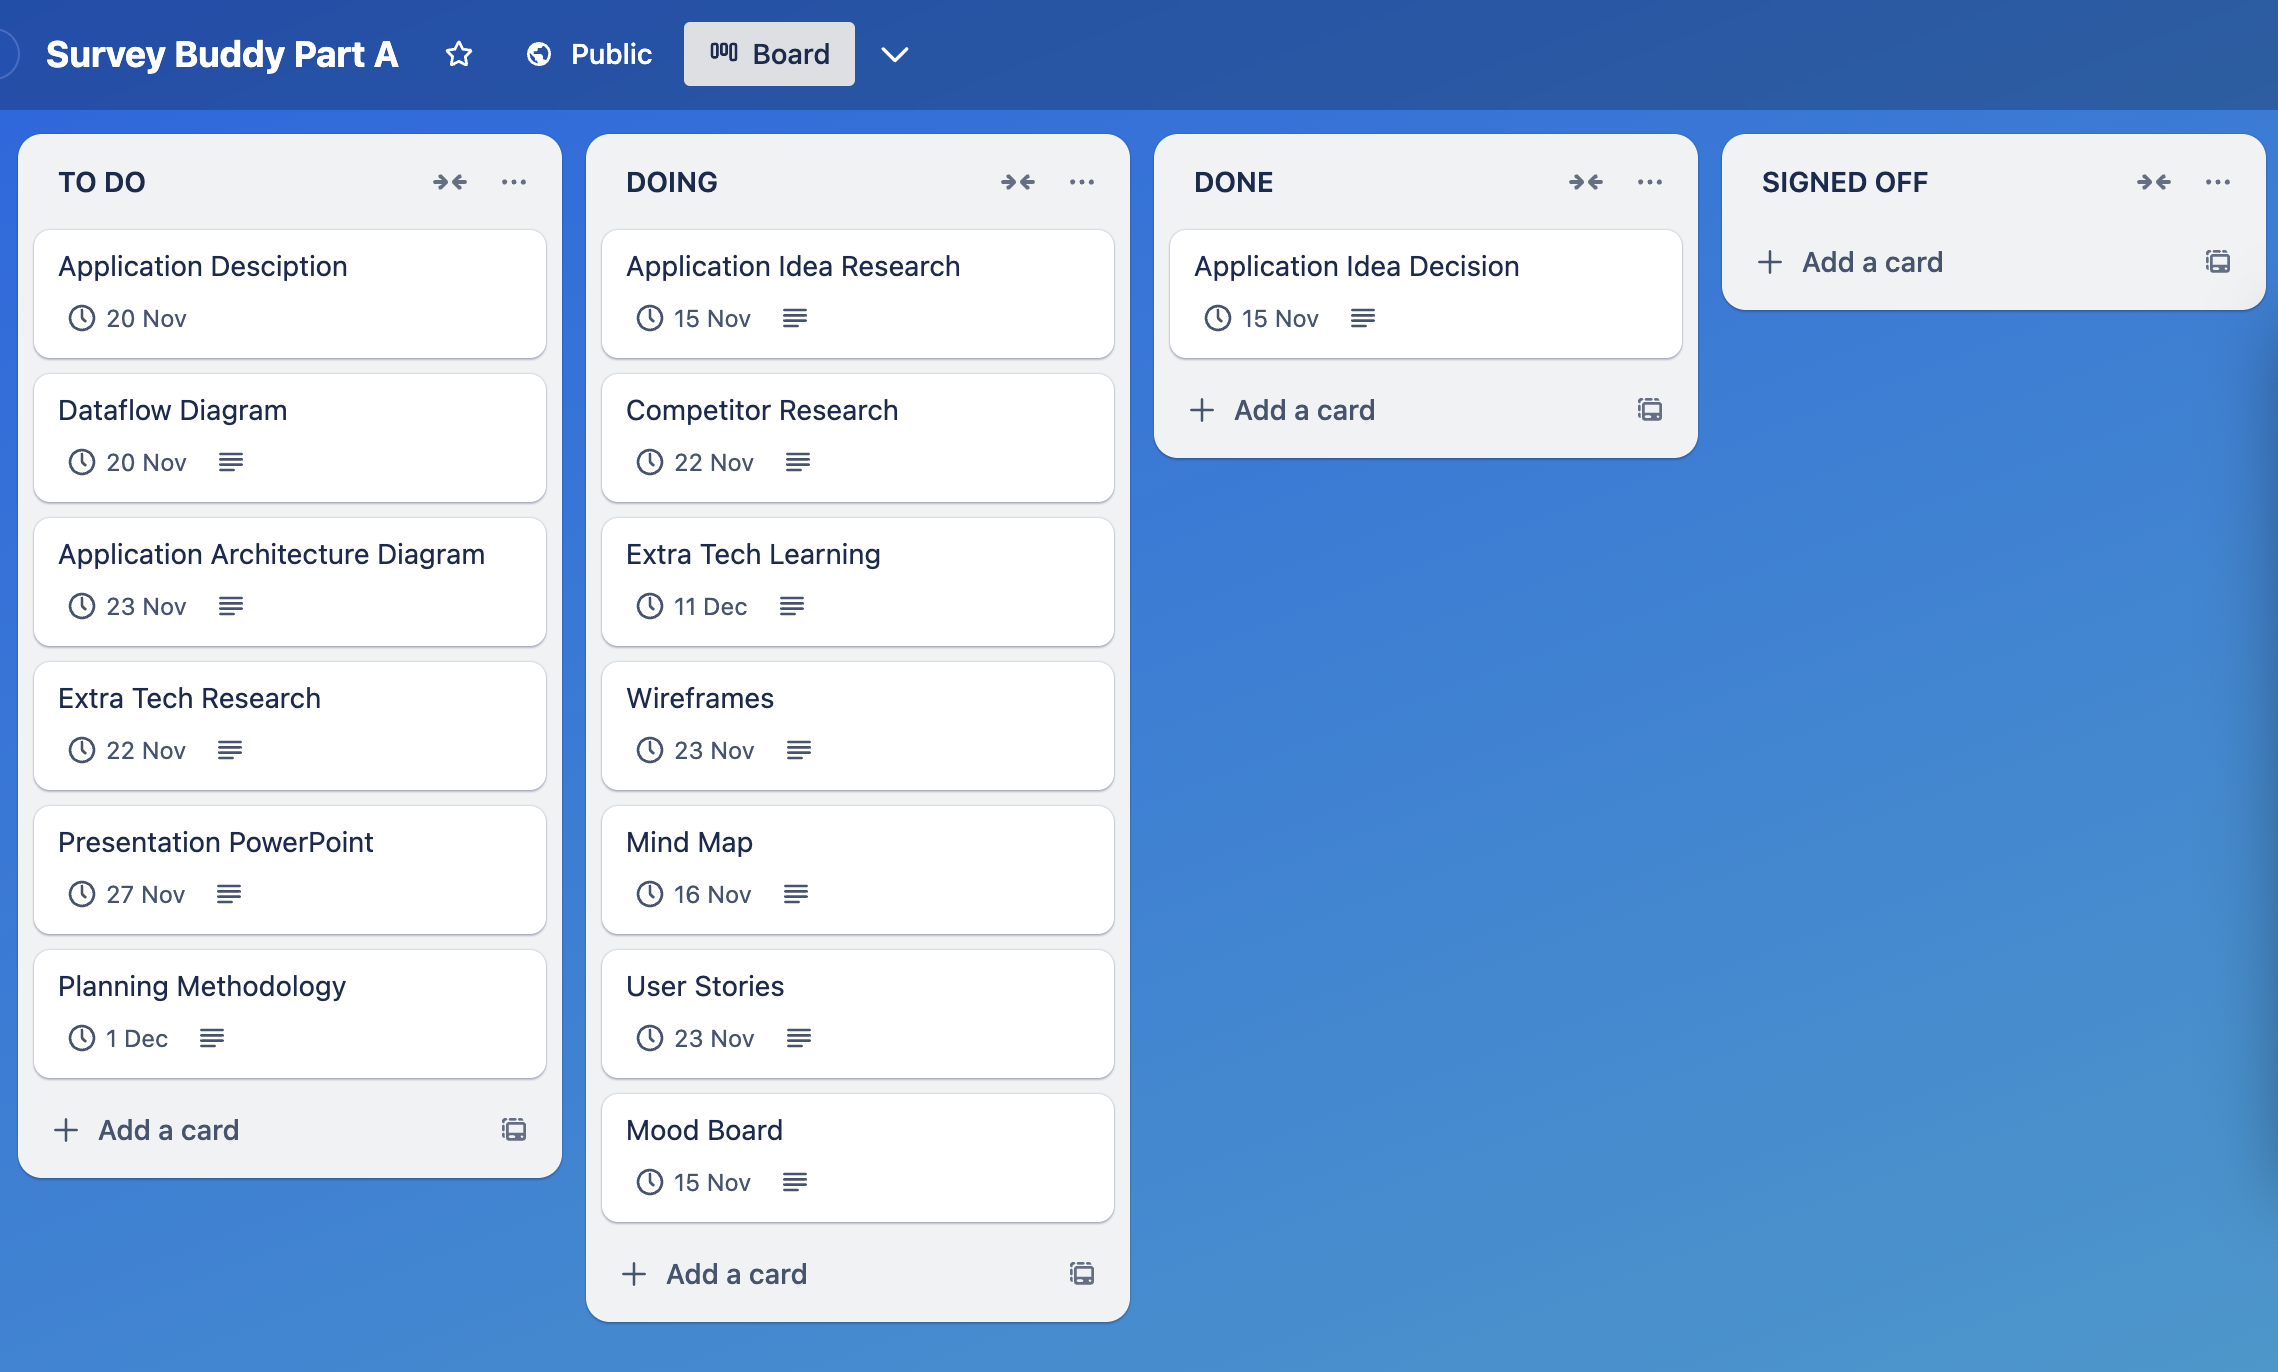 Survey Buddy Part A Public Board
TO DO
Application Desciption
20 Nov
Dataflow Diagram
20 Nov
Application Architecture Diagram
23 Nov
Extra Tech Research
22 Nov
Presentation PowerPoint
27 Nov
Planning Methodology
1 Dec
Add a card
DOING
Application Idea Research
15 Nov
Competitor Research
22 Nov
Extra Tech Learning
11 Dec
Wireframes
23 Nov
Mind Map
16 Nov
User Stories
23 Nov
Mood Board
15 Nov
Add a card
DONE
Application Idea Decision
15 Nov
Add a card
SIGNED OFF
Add a card